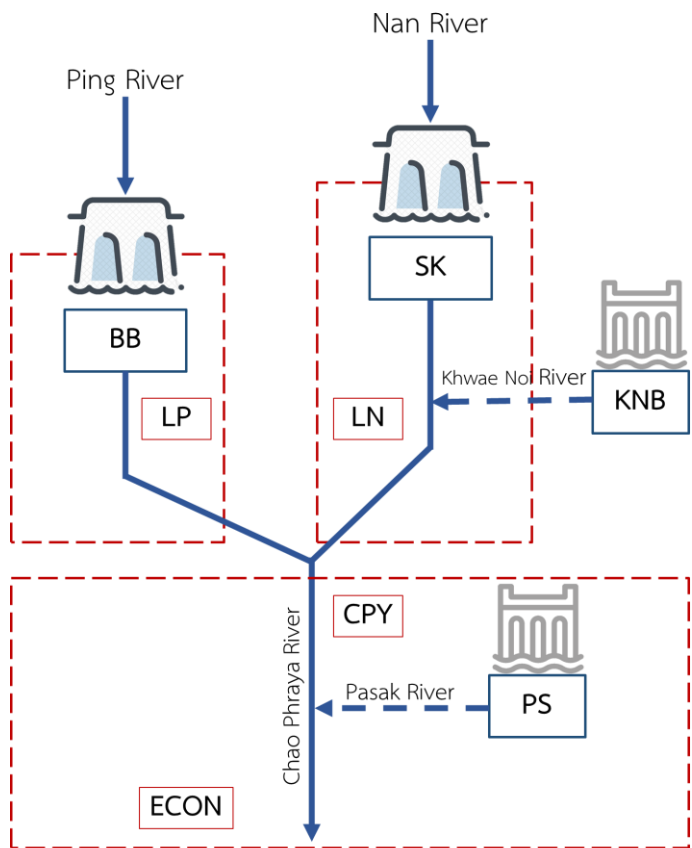 Nan River
Ping River
SK
BB
Khwae Noi River
KNB
LP
LN
CPY
Chao Phraya River
Pasak River
PS
ECON